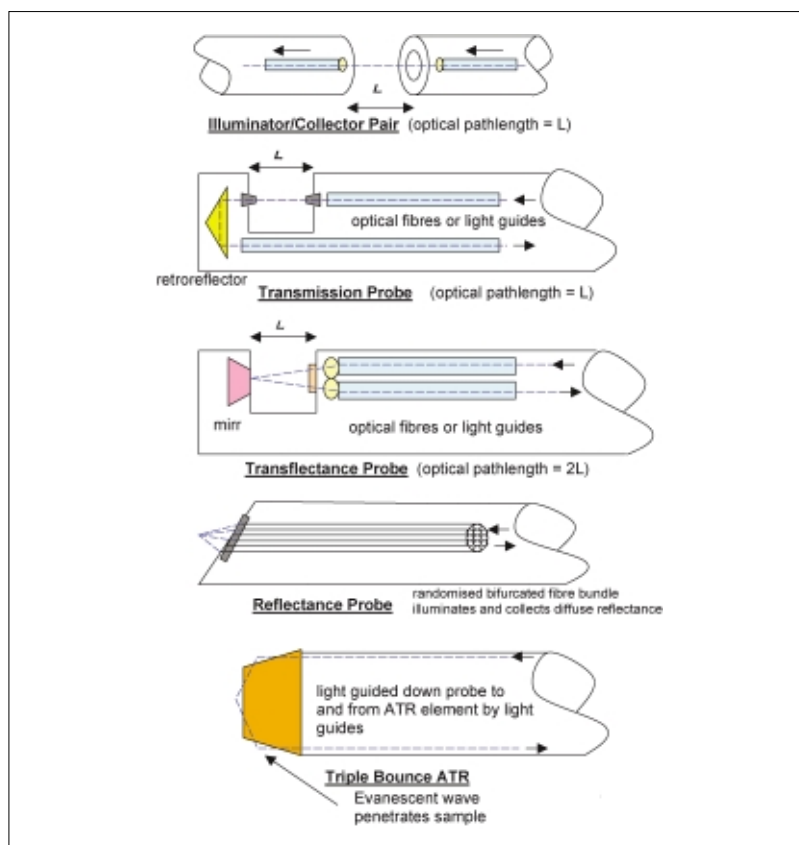 L
Illuminator/Collector Pair (optical pathlength = L)
L
optical fibres or light guides
retroreflector
Transmission Probe (optical pathlength = L)
L
mirr
optical fibres or light guides
Transflectance Probe (optical pathlength = 2L)
Reflectance Probe
randomised bifurcated fibre bundle
illuminates and collects diffuse reflectance
light guided down probe to
and from ATR element by light
guides
Triple Bounce ATR
Evanescent wave
penetrates sample